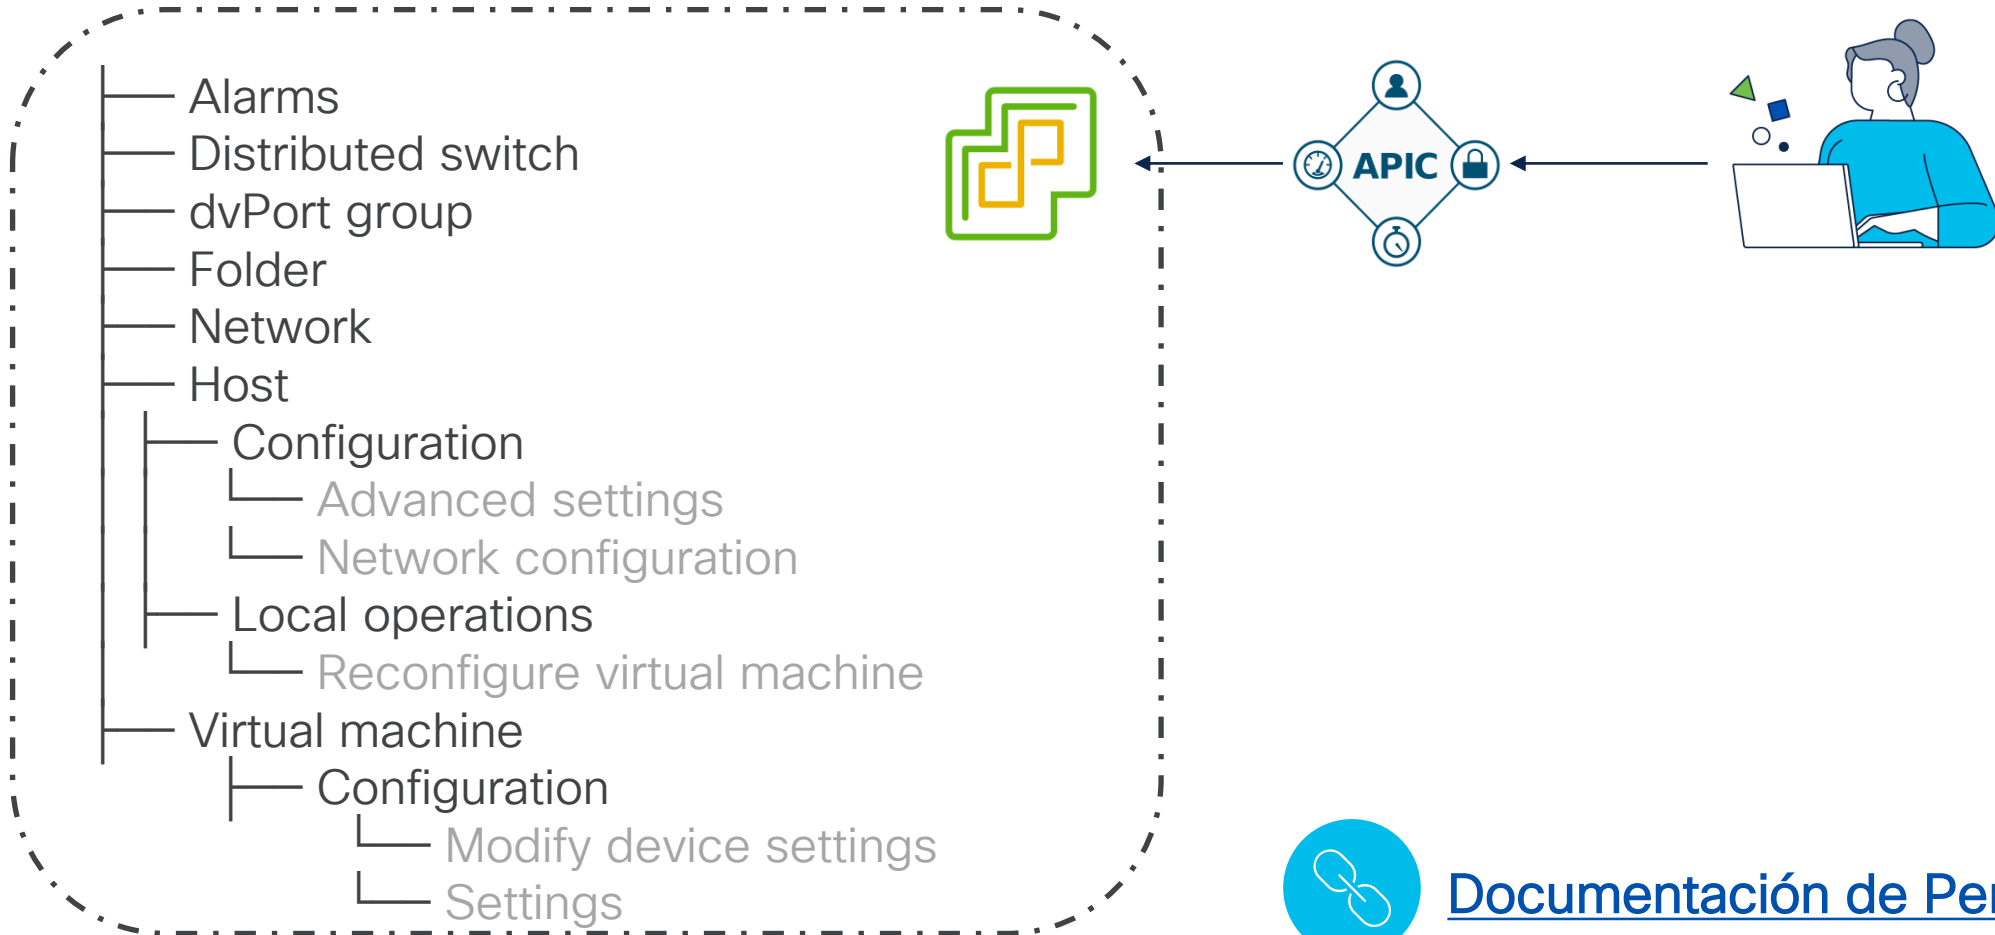 Alarms
Distributed switch
dvPort group
Folder
Network
Host
Configuration
Advanced settings
Network configuration
Local operations
Reconfigure virtual machine
Virtual machine
Configuration
Modify device settings
Settings
APIC
Documentación de